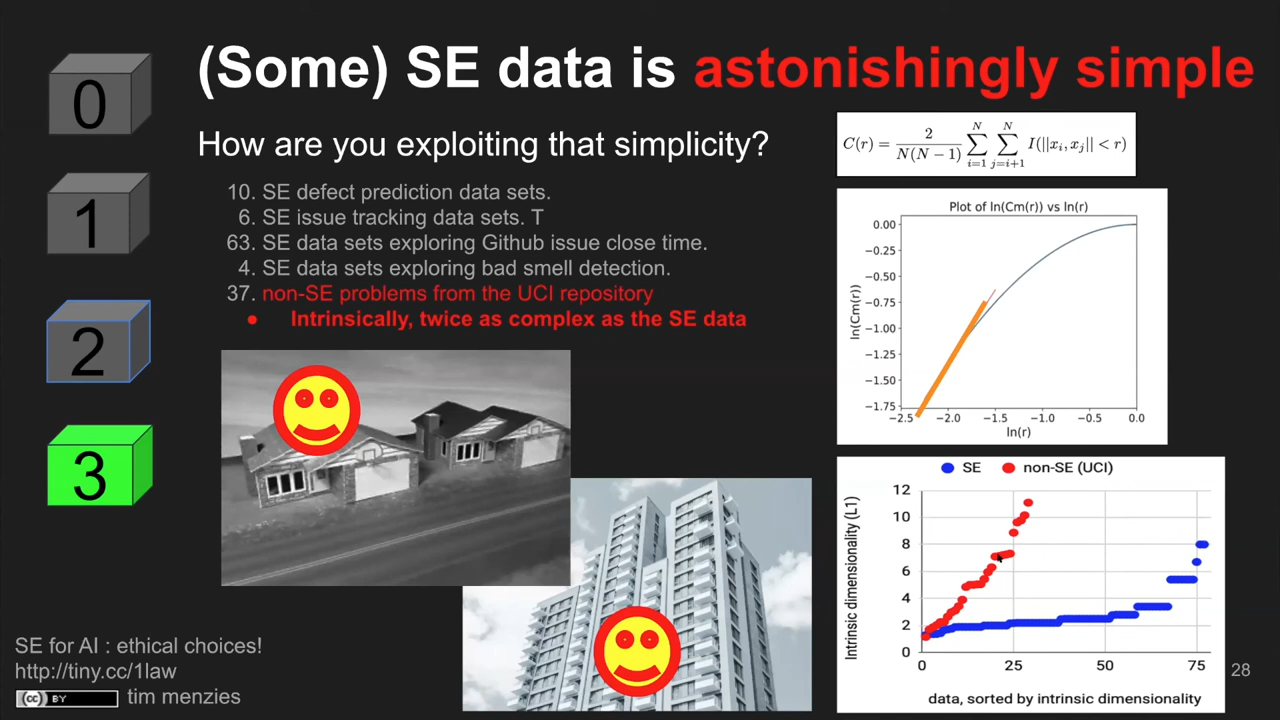 (Some) SE data is astonishingly simple
How are you exploiting that simplicity?
10. SE defect prediction data sets.
6. SE issue tracking data sets. T
63. SE data sets exploring Github issue close time.
4. SE data sets exploring bad smell detection.
37. non-SE problems from the UCI repository
● Intrinsically, twice as complex as the SE data
0
1
2
3
C(r) = 2/N(N − 1) ∑_{i=1}^{N} ∑_{j=i+1}^{N} I(||x_i, x_j|| < r)
Plot of ln(Cm(r)) vs ln(r)
ln(Cm(r))
0.00
−0.25
−0.50
−0.75
−1.00
−1.25
−1.50
−1.75
−2.5 −2.0 −1.5 −1.0 −0.5 0.0
ln(r)
SE non-SE (UCI)
Intrinsic dimensionality (L1)
12
10
8
6
4
2
0
0 25 50 75
data, sorted by intrinsic dimensionality
SE for AI : ethical choices!
http://tiny.cc/1law
cc BY tim menzies
28